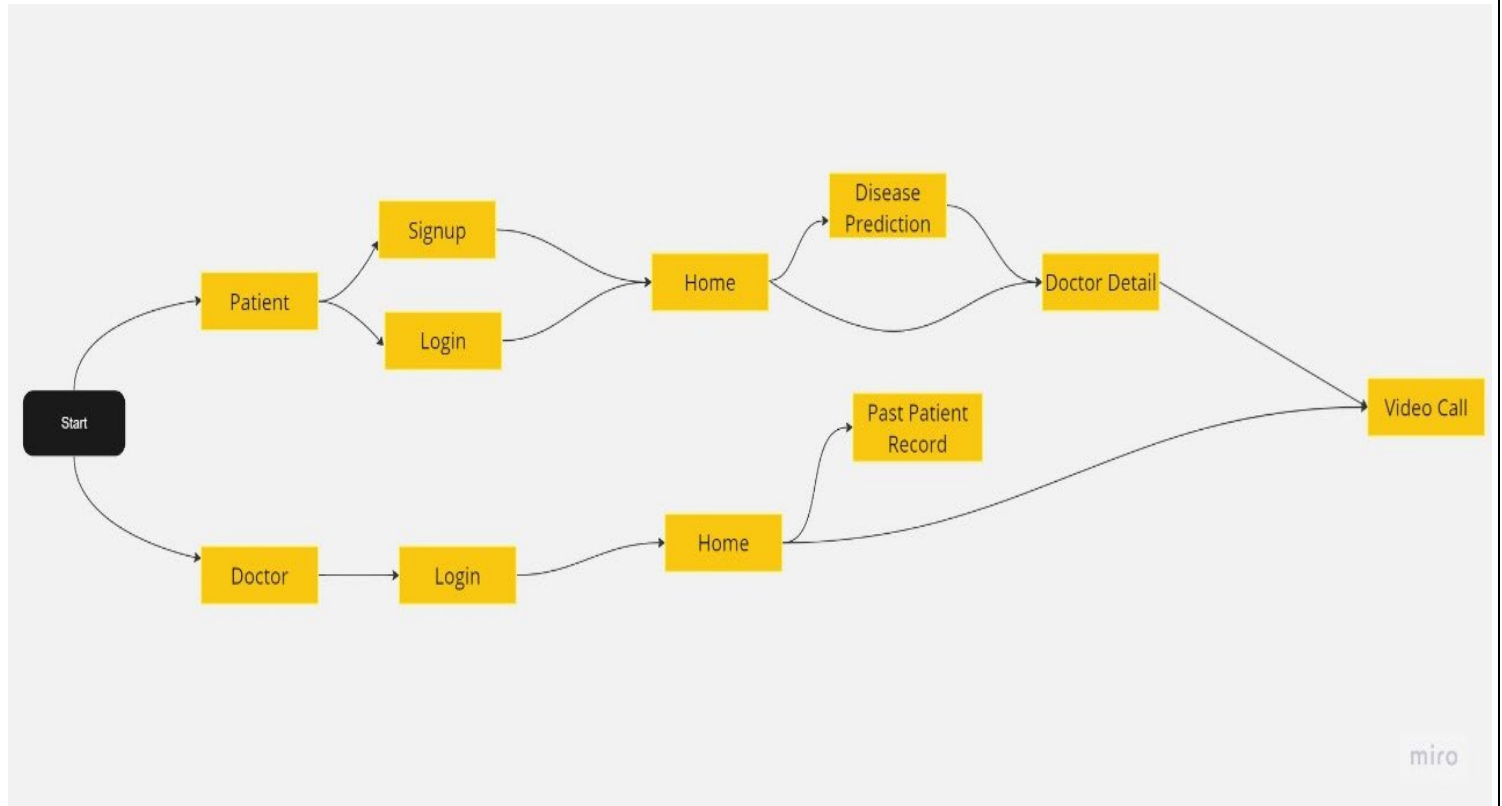 Start
Patient
Signup
Login
Home
Disease
Prediction
Doctor Detail
Video Call
Doctor
Login
Home
Past Patient
Record
miro